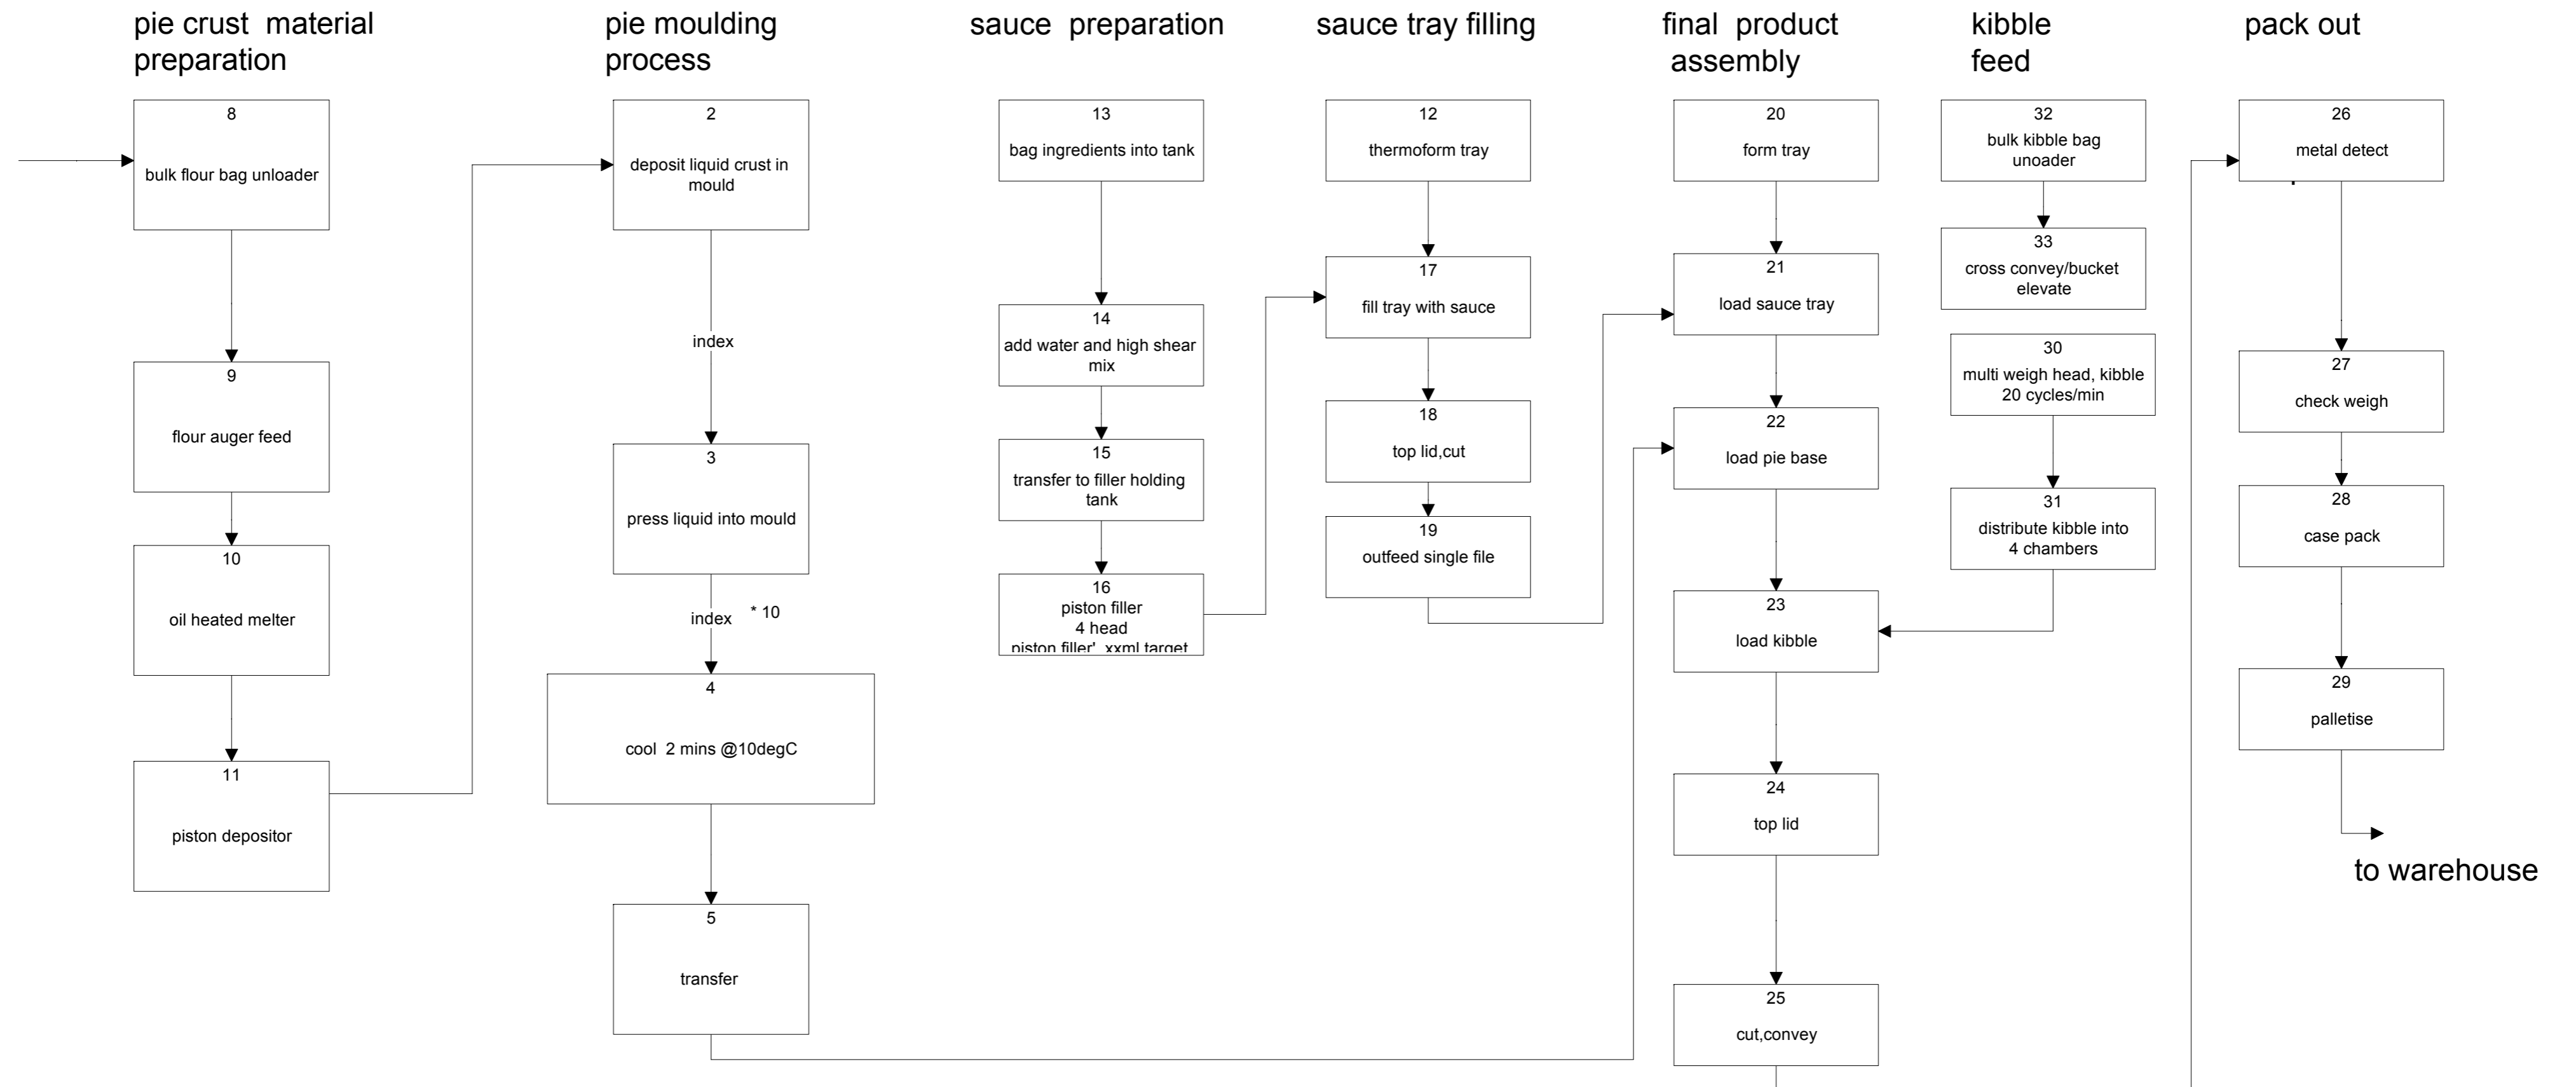 pie crust  material
preparation
8
bulk flour bag unloader
9
flour auger feed
10
oil heated melter
11
piston depositor
pie moulding
process
2
deposit liquid crust in
mould
index
3
press liquid into mould
index
* 10
4
cool  2 mins @10degC
5
transfer
sauce  preparation
13
bag ingredients into tank
14
add water and high shear
mix
15
transfer to filler holding
tank
16
piston filler
4 head
piston filler'  xxml target
sauce tray filling
12
thermoform tray
17
fill tray with sauce
18
top lid,cut
19
outfeed single file
final  product
assembly
20
form tray
21
load sauce tray
22
load pie base
23
load kibble
24
top lid
25
cut,convey
kibble
feed
32
bulk kibble bag
unoader
33
cross convey/bucket
elevate
30
multi weigh head, kibble
20 cycles/min
31
distribute kibble into
4 chambers
pack out
26
metal detect
27
check weigh
28
case pack
29
palletise
to warehouse